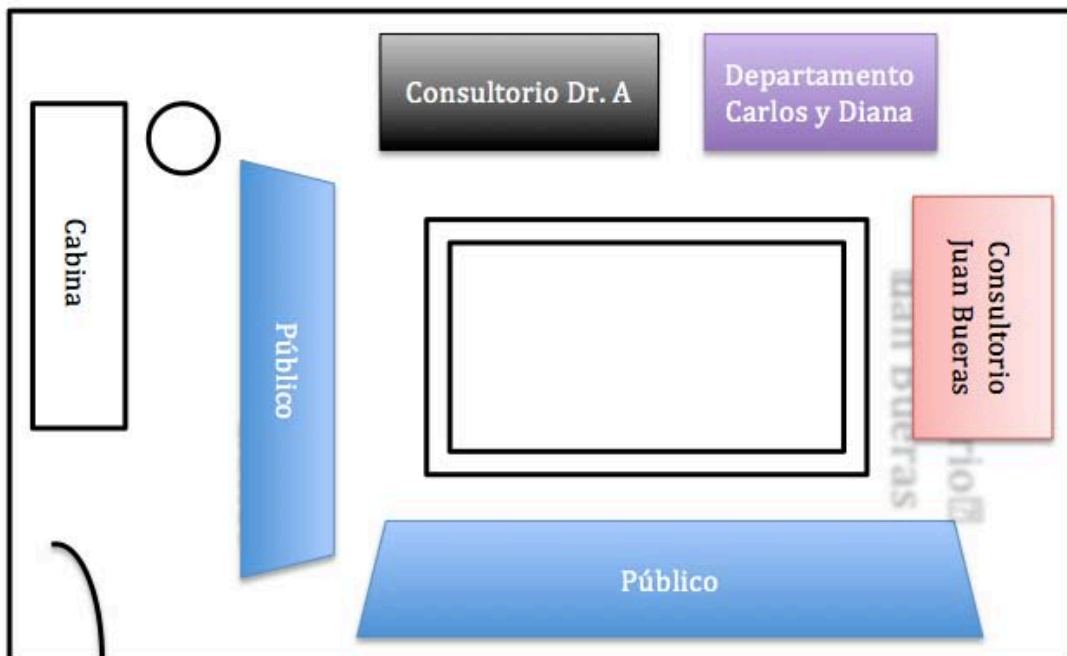 Consultorio Dr. A
Departamento
Carlos y Diana
Cabina
Público
Consultorio
Juan Bueras
Público